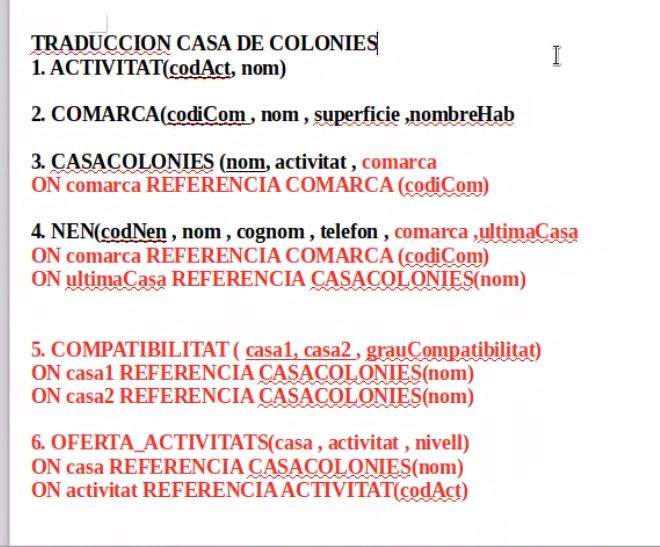 TRADUCCION CASA DE COLONIES
1. ACTIVITAT(codAct, nom)
2. COMARCA(codiCom , nom , superficie ,nombreHab
3. CASACOLONIES (nom, activitat , comarca
ON comarca REFERENCIA COMARCA (codiCom)
4. NEN(codNen , nom , cognom , telefon , comarca ,ultimaCasa
ON comarca REFERENCIA COMARCA (codiCom)
ON ultimaCasa REFERENCIA CASACOLONIES(nom)
5. COMPATIBILITAT ( casa1, casa2 , grauCompatibilitat)
ON casa1 REFERENCIA CASACOLONIES(nom)
ON casa2 REFERENCIA CASACOLONIES(nom)
6. OFERTA_ACTIVITATS(casa , activitat , nivell)
ON casa REFERENCIA CASACOLONIES(nom)
ON activitat REFERENCIA ACTIVITAT(codAct)